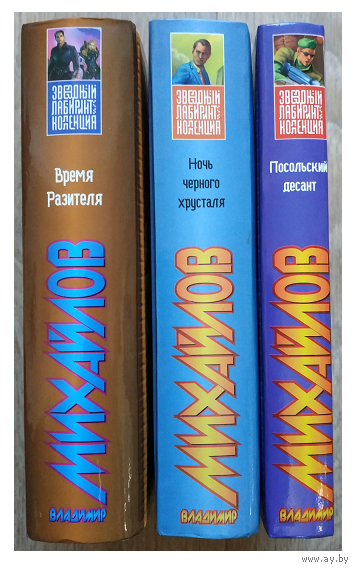 ЗВЕЗДНЫЙ
ЛАБИРИНТ:
КОЛЛЕКЦИЯ
Время
Разителя
МИХАЙЛОВ
ВЛАДИМИР
ЗВЕЗДНЫЙ
ЛАБИРИНТ:
КОЛЛЕКЦИЯ
Ночь
черного
хрусталя
МИХАЙЛОВ
ВЛАДИМИР
ЗВЕЗДНЫЙ
ЛАБИРИНТ:
КОЛЛЕКЦИЯ
Посольский
десант
МИХАЙЛОВ
ВЛАДИМИР
www.ay.by